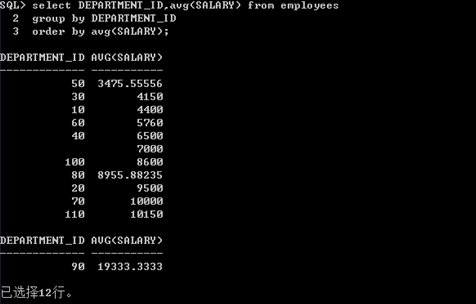 SQL> select DEPARTMENT_ID,avg(SALARY) from employees
2 group by DEPARTMENT_ID
3 order by avg(SALARY);
DEPARTMENT_ID AVG(SALARY)
------------- -----------
50 3475.55556
30 4150
10 4400
60 5760
40 6500
7000
100 8600
80 8955.88235
20 9500
70 10000
110 10150
DEPARTMENT_ID AVG(SALARY)
------------- -----------
90 19333.3333
已选择12行。